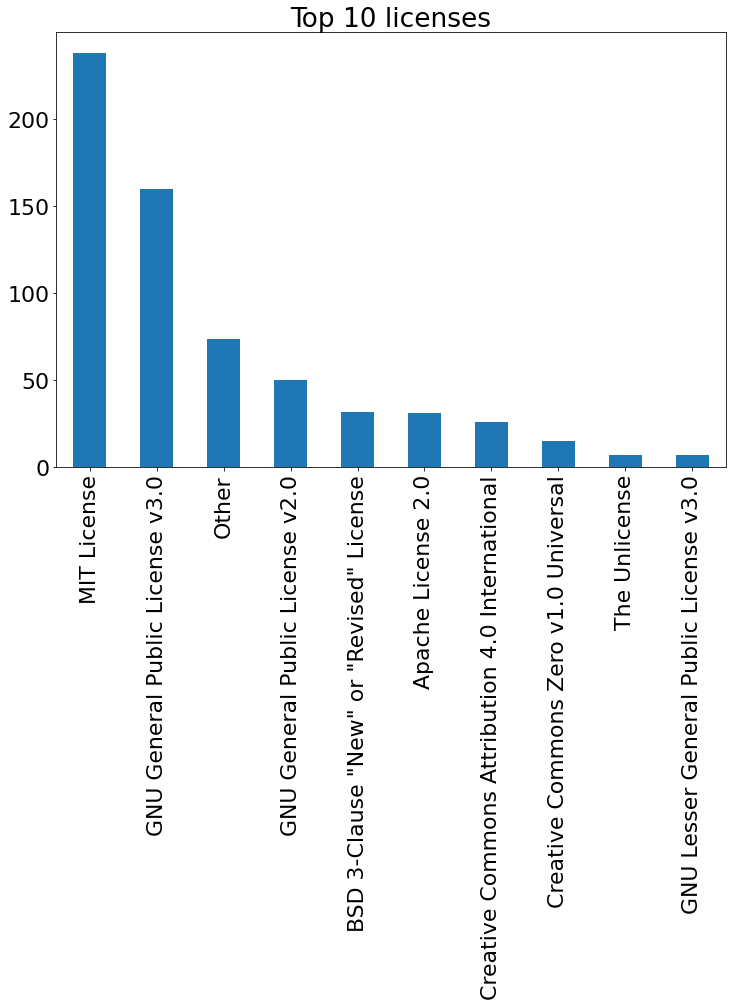 Top 10 licenses
200
150
100
50
0
MIT License
GNU General Public License v3.0
Other
GNU General Public License v2.0
BSD 3-Clause "New" or "Revised" License
Apache License 2.0
Creative Commons Attribution 4.0 International
Creative Commons Zero v1.0 Universal
The Unlicense
GNU Lesser General Public License v3.0